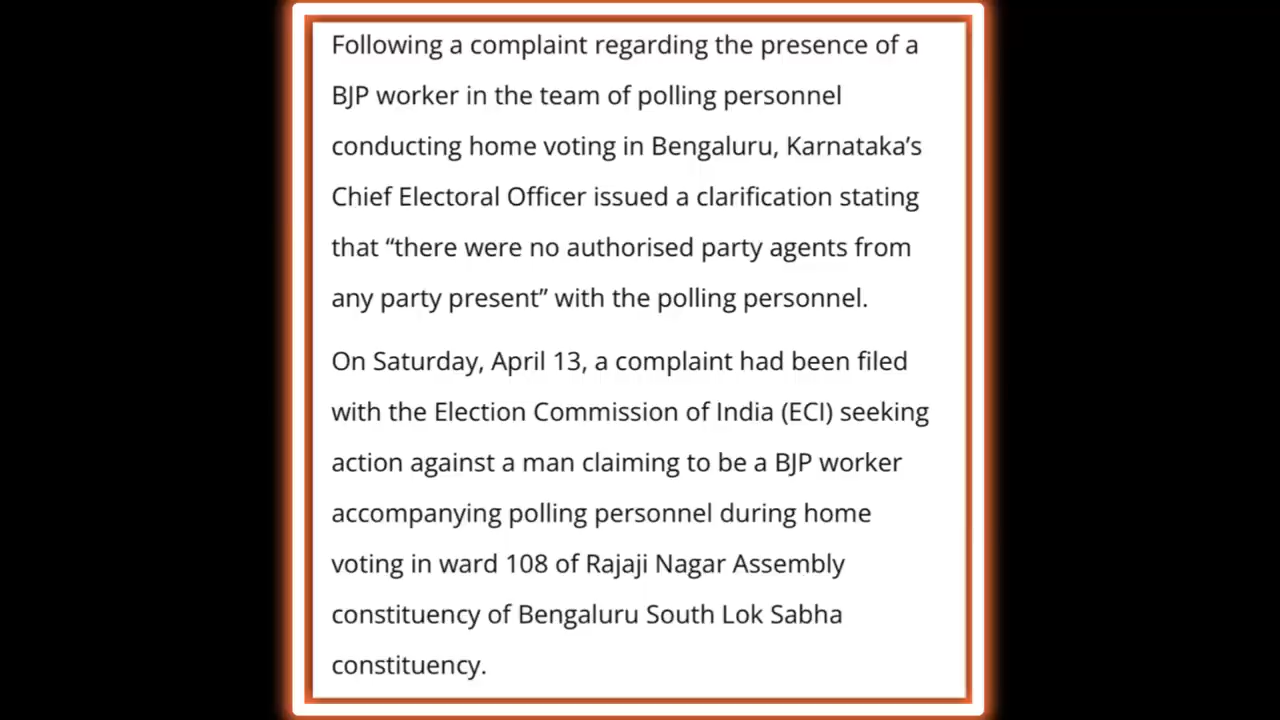 Following a complaint regarding the presence of a
BJP worker in the team of polling personnel
conducting home voting in Bengaluru, Karnataka’s
Chief Electoral Officer issued a clarification stating
that “there were no authorised party agents from
any party present” with the polling personnel.
On Saturday, April 13, a complaint had been filed
with the Election Commission of India (ECI) seeking
action against a man claiming to be a BJP worker
accompanying polling personnel during home
voting in ward 108 of Rajaji Nagar Assembly
constituency of Bengaluru South Lok Sabha
constituency.